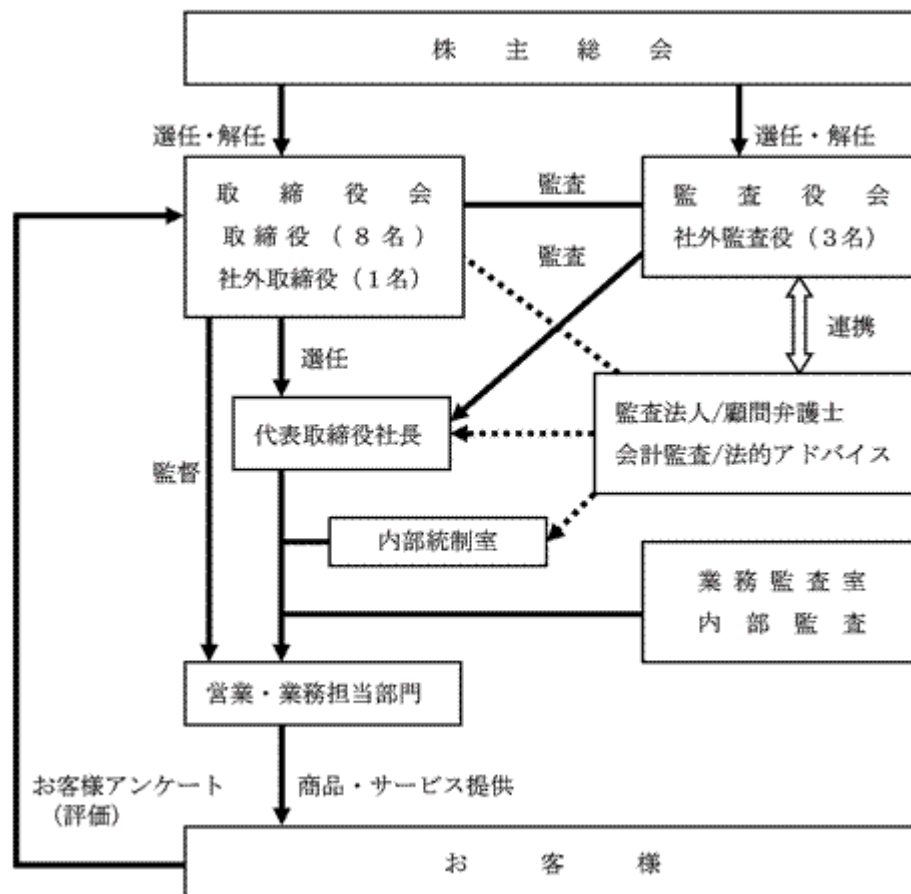 株主総会
選任・解任
選任・解任
取締役会
取締役(8名)
社外取締役(1名)
監査
監査
監査役会
社外監査役(3名)
連携
選任
代表取締役社長
監査法人/顧問弁護士
会計監査/法的アドバイス
監督
内部統制室
業務監査室
内部監査
営業・業務担当部門
お客様アンケート
(評価)
商品・サービス提供
お客様